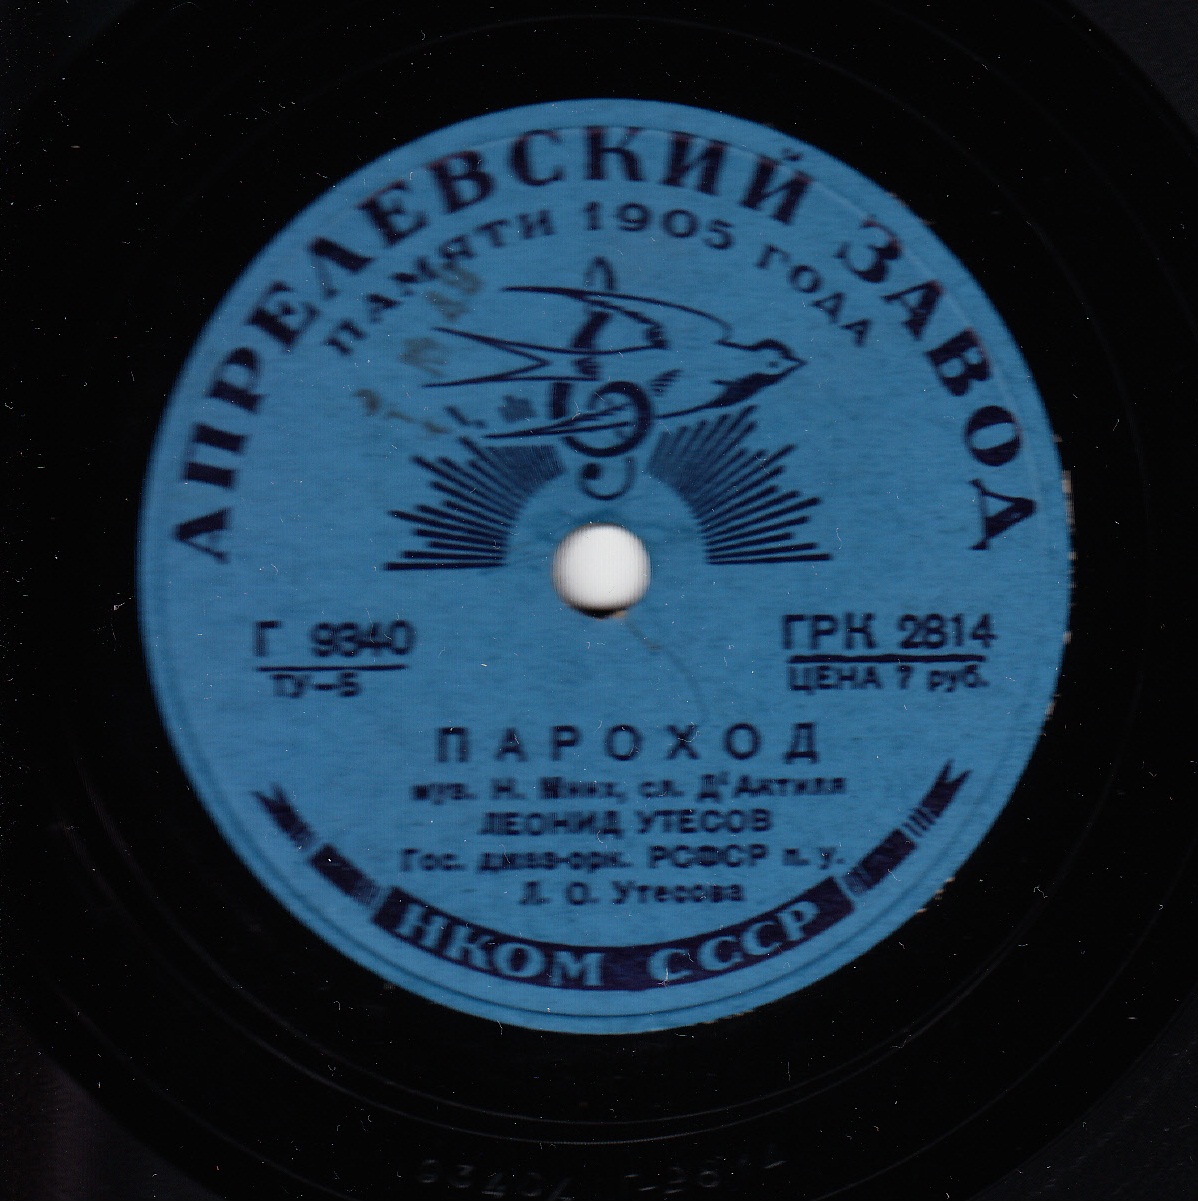 АПРЕЛЕВСКИЙ ЗАВОД
ПАМЯТИ 1905 ГОДА
Г 9340
ТУ—5
ГРК 2814
ЦЕНА 7 руб.
ПАРОХОД
муз. Н. Мних, сл. Д'Актиля
ЛЕОНИД УТЕСОВ
Гос. джаз-орк. РСФСР п. у.
Л. О. Утесова
НКОМ СССР